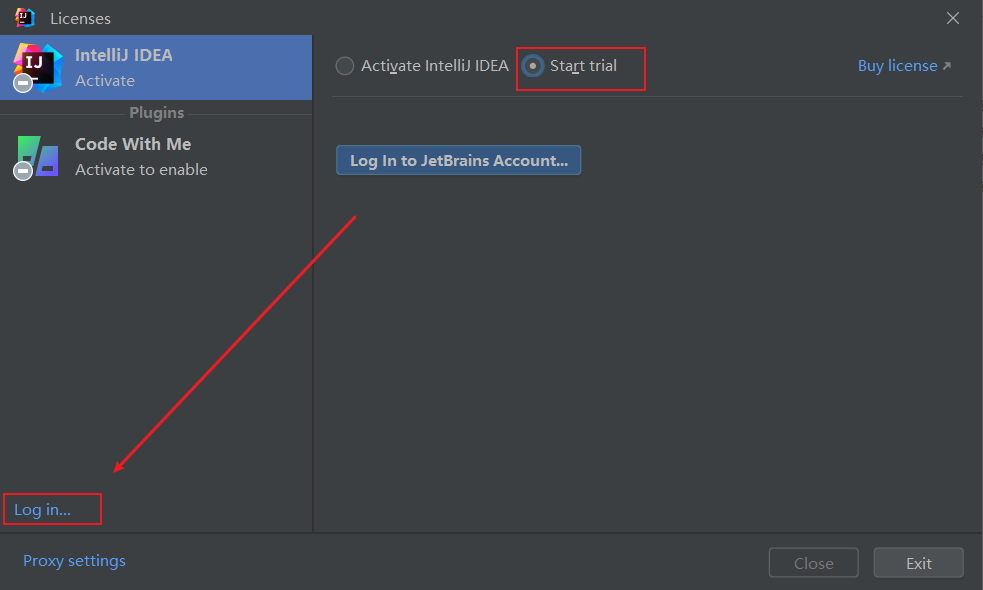 Licenses
IntelliJ IDEA
Activate
Plugins
Code With Me
Activate to enable
Log in...
Activate IntelliJ IDEA Start trial Buy license
Log In to JetBrains Account...
Proxy settings
Close Exit
IJ